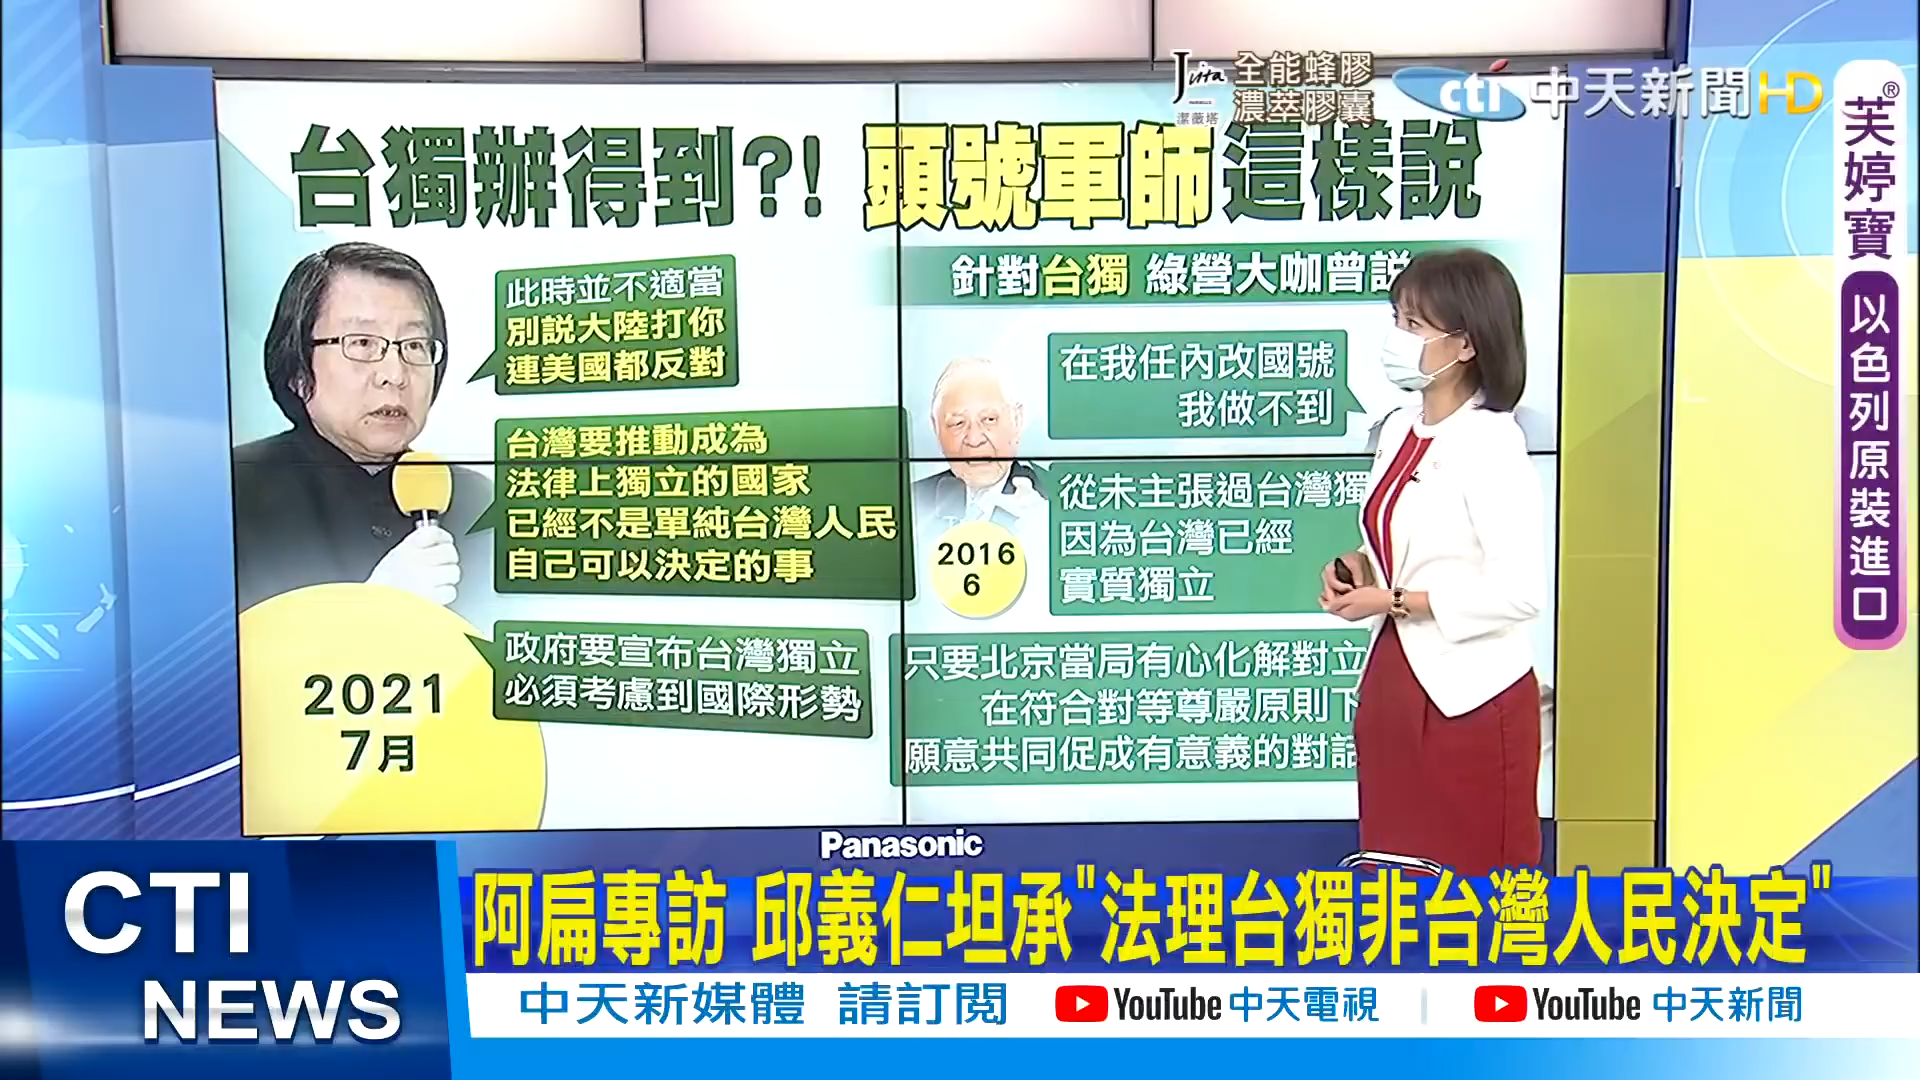 Jvita
潔薇塔
全能蜂膠
濃萃膠囊
cti 中天新聞HD
芙婷寶®
以色列原裝進口
台獨辦得到?! 頭號軍師這樣說
此時並不適當
別說大陸打你
連美國都反對
台灣要推動成為
法律上獨立的國家
已經不是單純台灣人民
自己可以決定的事
政府要宣布台灣獨立
必須考慮到國際形勢
2021
7月
針對台獨 綠營大咖曾說
在我任內改國號
我做不到
從未主張過台灣獨
因為台灣已經
實質獨立
2016
6
只要北京當局有心化解對立
在符合對等尊嚴原則下
願意共同促成有意義的對話
Panasonic
CTI
NEWS
阿扁專訪 邱義仁坦承"法理台獨非台灣人民決定"
中天新媒體 請訂閱 YouTube 中天電視 | YouTube 中天新聞